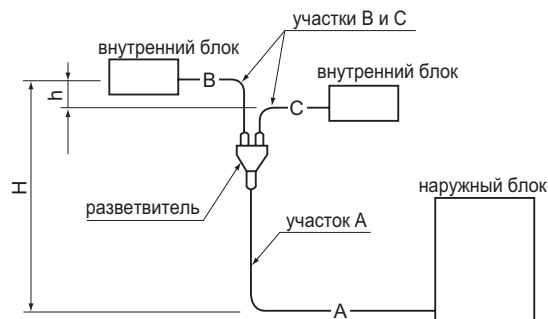 участки В и С
внутренний блок
В
внутренний блок
h
С
H
наружный блок
разветвитель
участок А
А